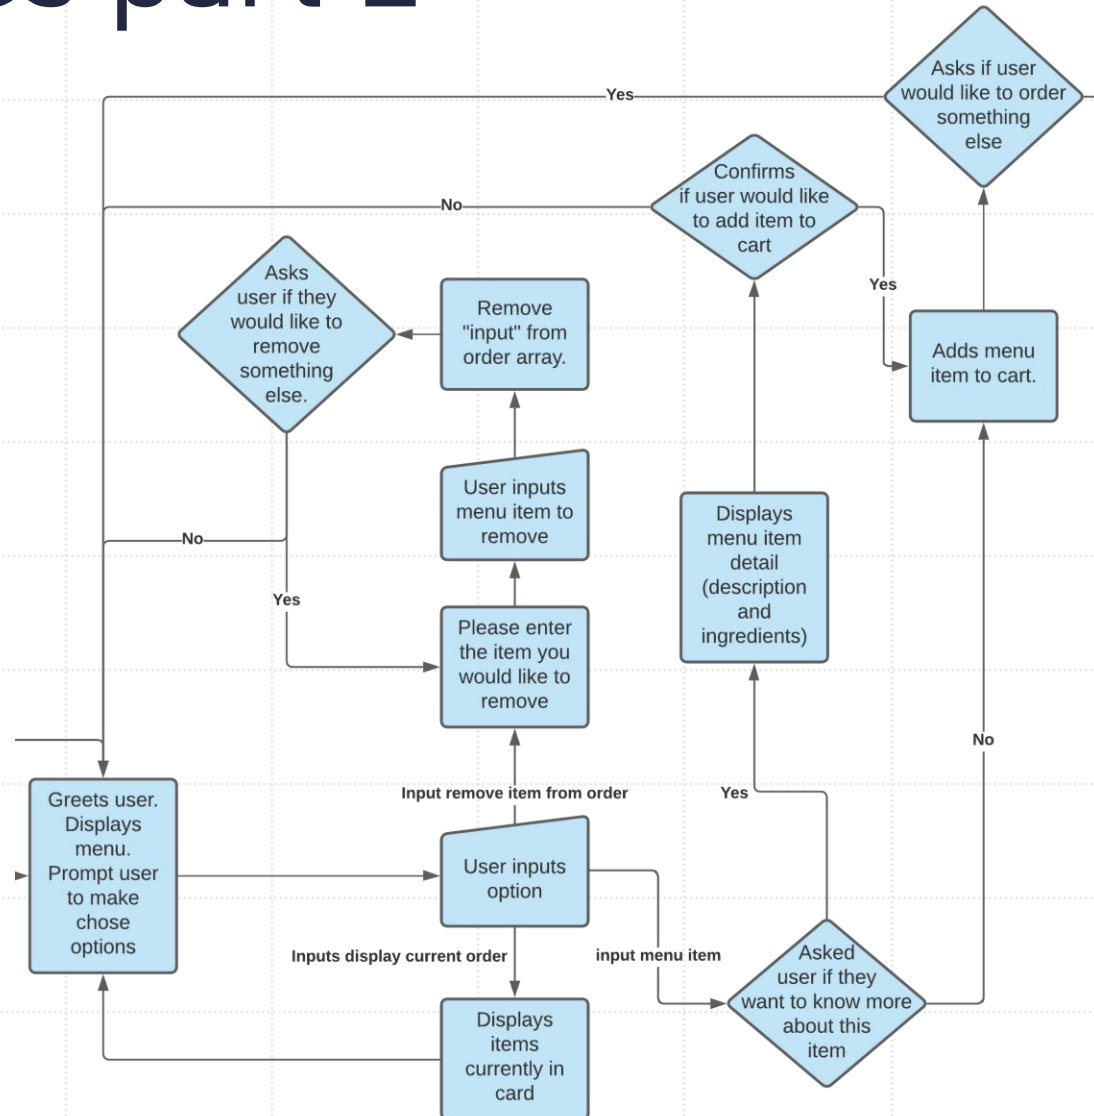 part
Asks if user
would like to order
something
else
Yes
Confirms
if user would like
to add item to
cart
No
Yes
Asks
user if they
would like to
remove
something
else.
Remove
"input" from
order array.
Adds menu
item to cart.
User inputs
menu item to
remove
Displays
menu item
detail
(description
and
ingredients)
No
Yes
Please enter
the item you
would like to
remove
No
Input remove item from order
Yes
Greets user.
Displays
menu.
Prompt user
to make
chose
options
User inputs
option
Inputs display current order
input menu item
Asked
user if they
want to know more
about this
item
Displays
items
currently in
card